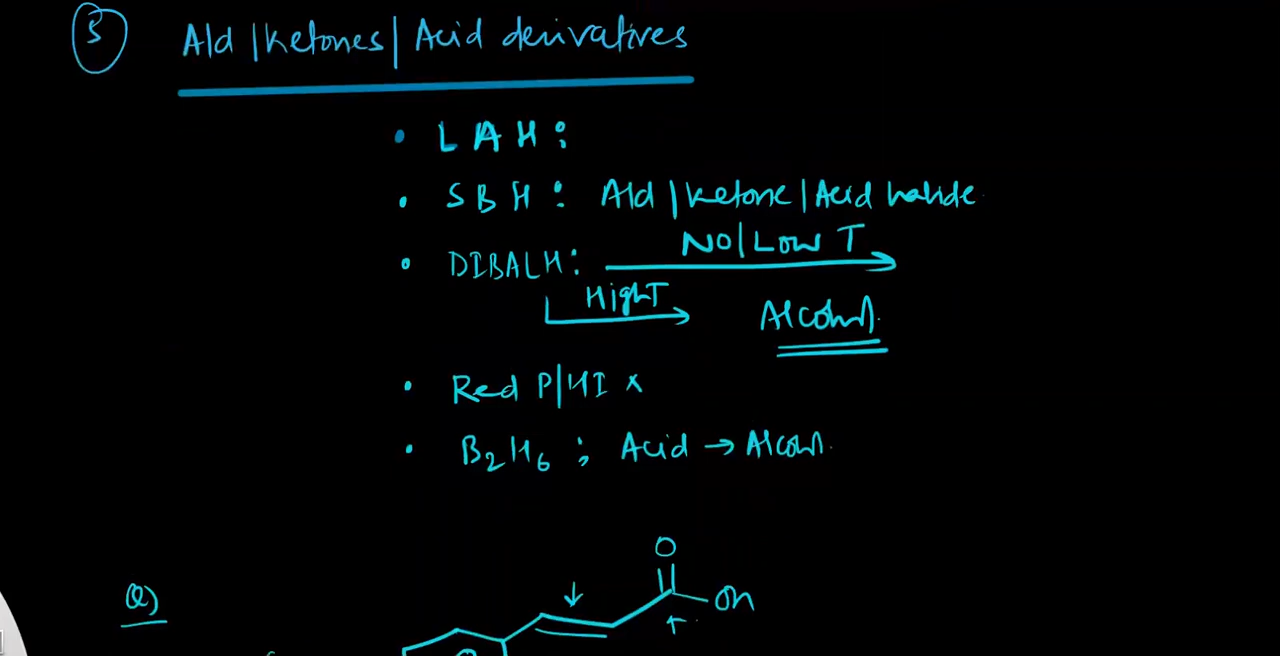 3 Ald | Ketones | Acid derivatives
• LAH :
• SBH : Ald | Ketone | Acid halide
NO | Low T
• DIBALH :
High T
Alcohol
• Red P | HI x
• B2H6 ; Acid → Alcohol
O
Q)
OH